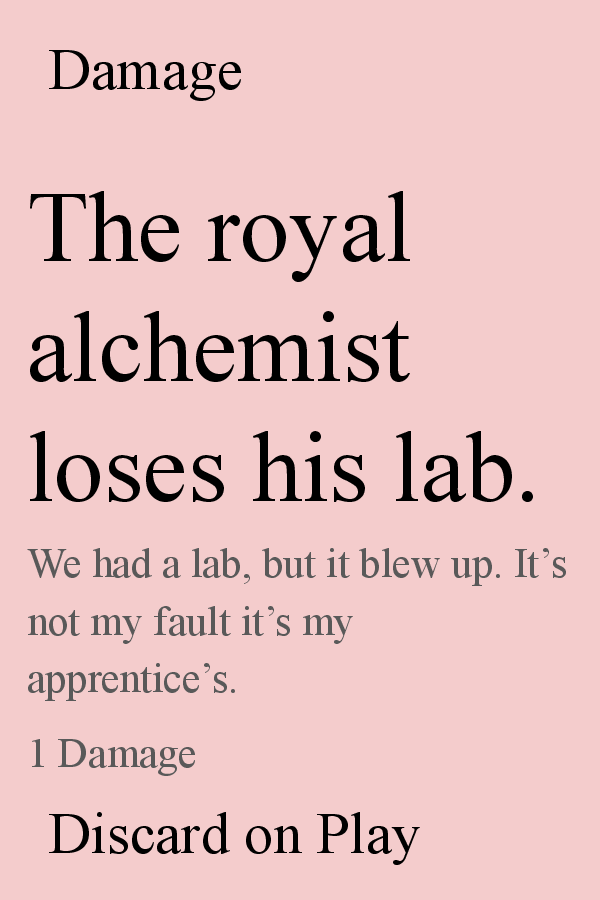 Damage
The royal
alchemist
loses his lab.
We had a lab, but it blew up. It’s
not my fault it’s my
apprentice’s.
1 Damage
Discard on Play